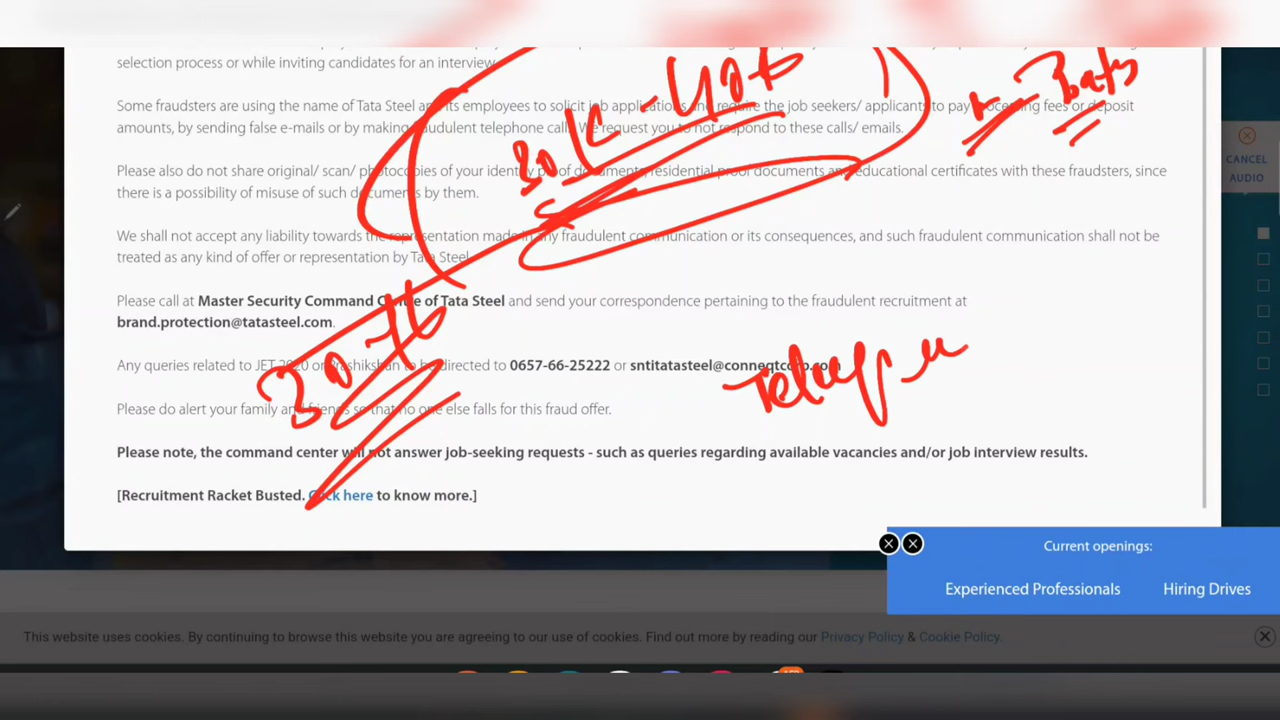 selection process or while inviting candidates for an interview.
Some fraudsters are using the name of Tata Steel and its employees to solicit job applications and require the job seekers/ applicants to pay processing fees or deposit
amounts, by sending false e-mails or by making fraudulent telephone calls. We request you to not respond to these calls/ emails.
Please also do not share original/ scan/ photocopies of your identity proof documents, residential proof documents and educational certificates with these fraudsters, since
there is a possibility of misuse of such documents by them.
We shall not accept any liability towards the representation made in any fraudulent communication or its consequences, and such fraudulent communication shall not be
treated as any kind of offer or representation by Tata Steel.
Please call at Master Security Command Centre of Tata Steel and send your correspondence pertaining to the fraudulent recruitment at
brand.protection@tatasteel.com.
Any queries related to JET 2020 or Prashikshan to be directed to 0657-66-25222 or sntitatasteel@conneqtcorp.com
Please do alert your family and friends so that no one else falls for this fraud offer.
Please note, the command center will not answer job-seeking requests - such as queries regarding available vacancies and/or job interview results.
[Recruitment Racket Busted. Click here to know more.]
CANCEL
AUDIO
Current openings:
Experienced Professionals Hiring Drives
This website uses cookies. By continuing to browse this website you are agreeing to our use of cookies. Find out more by reading our Privacy Policy & Cookie Policy.